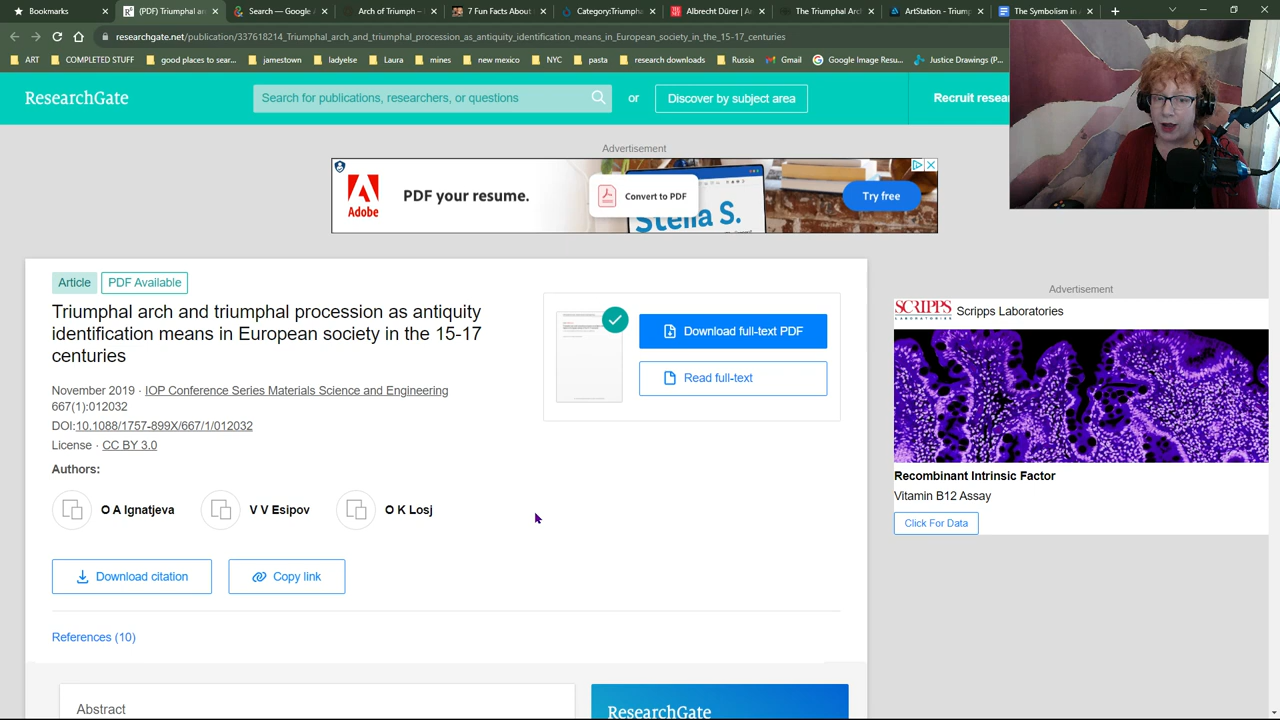 Bookmarks
(PDF) Triumphal ar
Search — Google A
Arch of Triumph –
7 Fun Facts About
Category:Triumpha
Albrecht Dürer | A
The Triumphal Arch
ArtStation - Triump
The Symbolism in
researchgate.net/publication/337618214_Triumphal_arch_and_triumphal_procession_as_antiquity_identification_means_in_European_society_in_the_15-17_centuries
ART
COMPLETED STUFF
good places to sear...
jamestown
ladyelse
Laura
mines
new mexico
NYC
pasta
research downloads
Russia
Gmail
Google Image Resu...
Justice Drawings (P...
ResearchGate
Search for publications, researchers, or questions
or
Discover by subject area
Recruit resear
Advertisement
Adobe
PDF your resume.
Convert to PDF
Stella S.
Try free
Article
PDF Available
Triumphal arch and triumphal procession as antiquity
identification means in European society in the 15-17
centuries
November 2019 · IOP Conference Series Materials Science and Engineering
667(1):012032
DOI:10.1088/1757-899X/667/1/012032
License · CC BY 3.0
Authors:
O A Ignatjeva
V V Esipov
O K Losj
Download full-text PDF
Read full-text
Download citation
Copy link
References (10)
Abstract
ResearchGate
Advertisement
SCRIPPS
LABORATORIES
Scripps Laboratories
Recombinant Intrinsic Factor
Vitamin B12 Assay
Click For Data